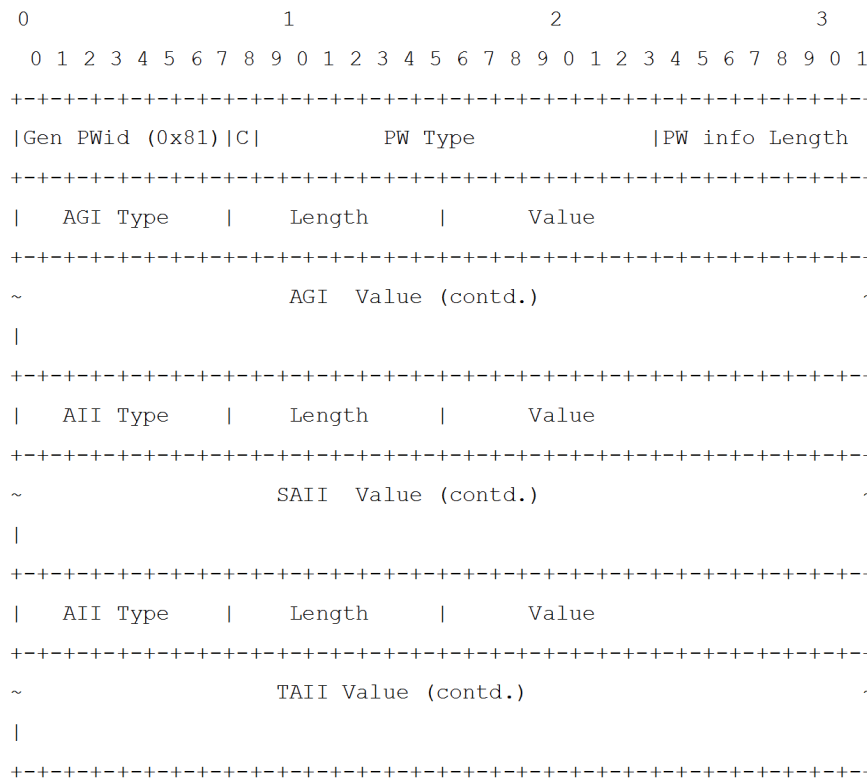 0                   1                   2                   3
 0 1 2 3 4 5 6 7 8 9 0 1 2 3 4 5 6 7 8 9 0 1 2 3 4 5 6 7 8 9 0 1
+-+-+-+-+-+-+-+-+-+-+-+-+-+-+-+-+-+-+-+-+-+-+-+-+-+-+-+-+-+-+-+-
|Gen PWid (0x81)|C|         PW Type             |PW info Length
+-+-+-+-+-+-+-+-+-+-+-+-+-+-+-+-+-+-+-+-+-+-+-+-+-+-+-+-+-+-+-+-
|   AGI Type    |    Length     |      Value
+-+-+-+-+-+-+-+-+-+-+-+-+-+-+-+-+-+-+-+-+-+-+-+-+-+-+-+-+-+-+-+-
~                    AGI  Value (contd.)                        ~
|
+-+-+-+-+-+-+-+-+-+-+-+-+-+-+-+-+-+-+-+-+-+-+-+-+-+-+-+-+-+-+-+-
|   AII Type    |    Length     |      Value
+-+-+-+-+-+-+-+-+-+-+-+-+-+-+-+-+-+-+-+-+-+-+-+-+-+-+-+-+-+-+-+-
~                   SAII  Value (contd.)                        ~
|
+-+-+-+-+-+-+-+-+-+-+-+-+-+-+-+-+-+-+-+-+-+-+-+-+-+-+-+-+-+-+-+-
|   AII Type    |    Length     |      Value
+-+-+-+-+-+-+-+-+-+-+-+-+-+-+-+-+-+-+-+-+-+-+-+-+-+-+-+-+-+-+-+-
~                   TAII Value (contd.)                         ~
|
+-+-+-+-+-+-+-+-+-+-+-+-+-+-+-+-+-+-+-+-+-+-+-+-+-+-+-+-+-+-+-+-